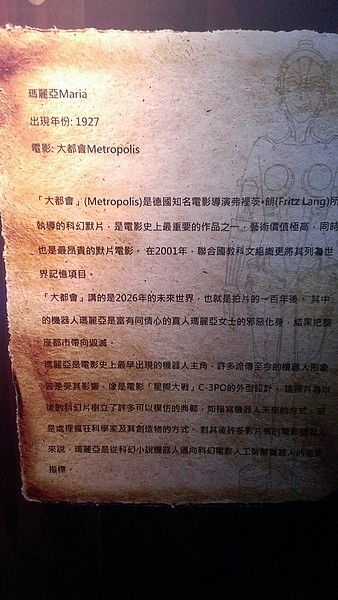 瑪麗亞Maria
出現年份: 1927
電影: 大都會Metropolis
「大都會」(Metropolis)是德國知名電影導演弗裡茨•朗(Fritz Lang)所
執導的科幻默片，是電影史上最重要的作品之一，藝術價值極高，同時
也是最昂貴的默片電影。 在2001年，聯合國教科文組織更將其列為世
界記憶項目。
「大都會」講的是2026年的未來世界，也就是拍片的一百年後。 其中
的機器人瑪麗亞是富有同情心的真人瑪麗亞女士的邪惡化身，結果把整
座都市帶向毀滅。
瑪麗亞是電影史上最早出現的機器人主角，許多流傳至今的機器人形象
皆是受其影響，像是電影「星際大戰」C-3PO的外型設計。 這部片為以
後的科幻片樹立了許多可以模仿的典範，如描寫機器人未來的方式，或
是處理瘋狂科學家及其創造物的方式。 對其後許多影片與的電影機器人
來說，瑪麗亞是從科幻小說機器人邁向科幻電影人工智慧機器人的重要
指標。